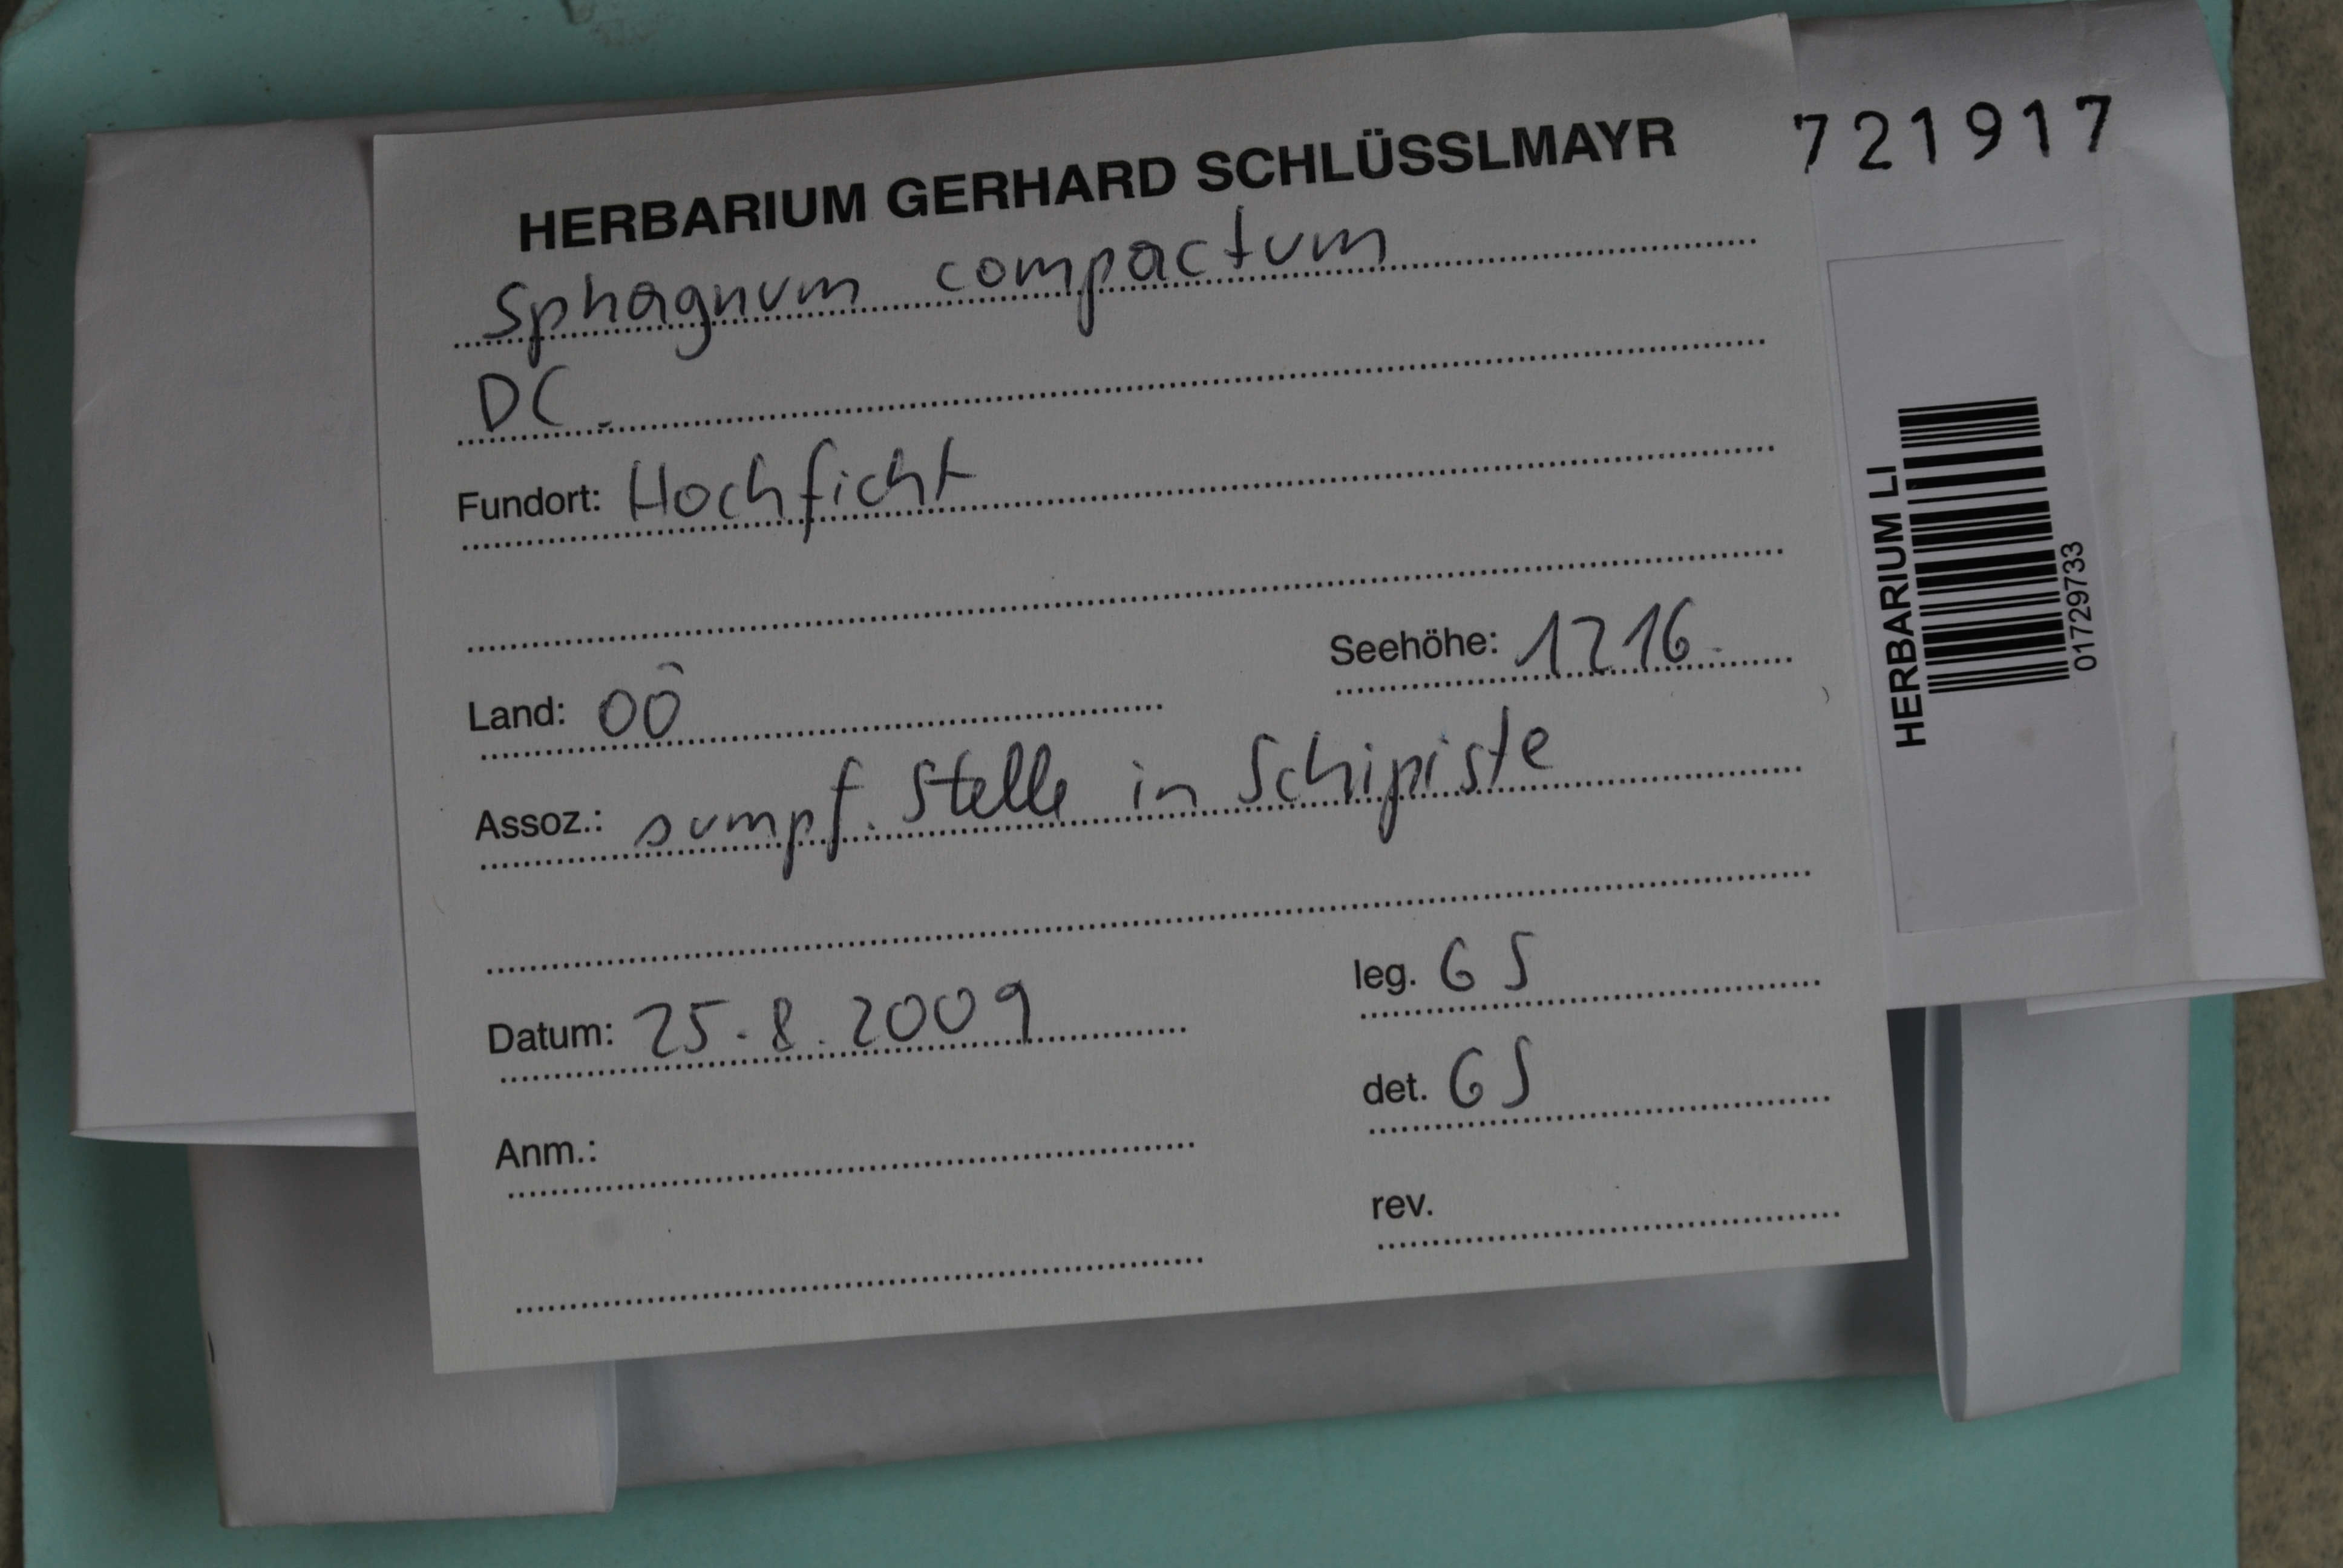 HERBARIUM GERHARD SCHLÜSSLMAYR
721917
Sphagnum compactum
DC.
Fundort: Hochficht
Seehöhe: 1216
Land: OÖ
Assoz.: sumpf. Stelle in Schipiste
Datum: 25.8.2009
leg. GS
det. GS
Anm.:
rev.
HERBARIUM LI
01729733